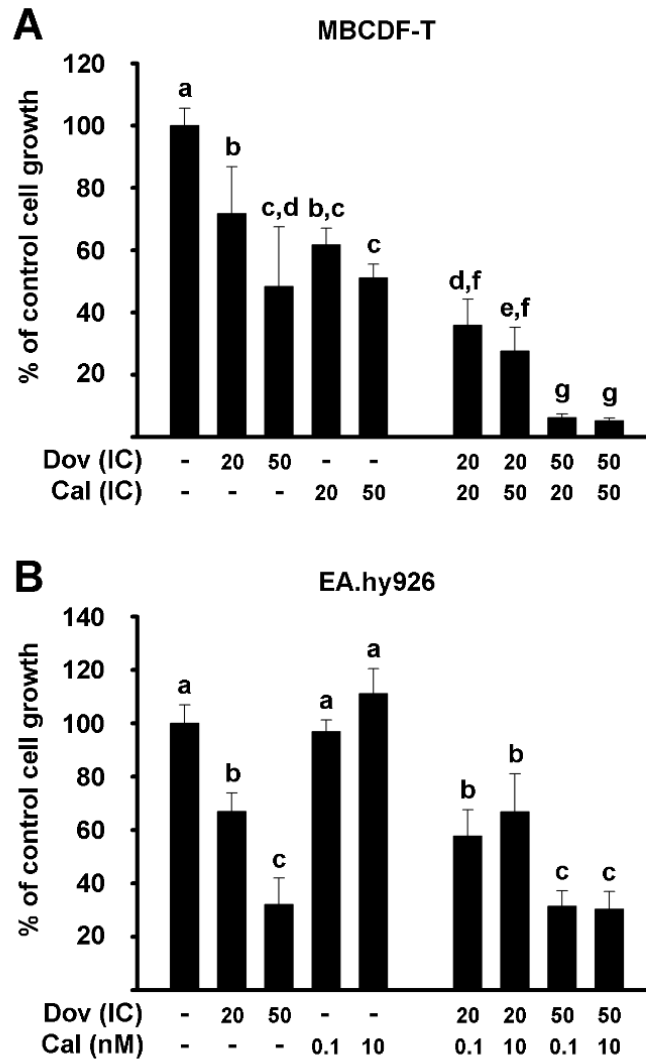 A
MBCDF-T
% of control cell growth
120
100
80
60
40
20
a
b
c,d
b,c
c
d,f
e,f
g
g
Dov (IC) - 20 50 - - 20 20 50 50
Cal (IC) - - - 20 50 20 50 20 50
B
EA.hy926
% of control cell growth
140
120
100
80
60
40
20
a
b
c
a
a
b
b
c
c
Dov (IC) - 20 50 - - 20 20 50 50
Cal (nM) - - - 0.1 10 0.1 10 0.1 10